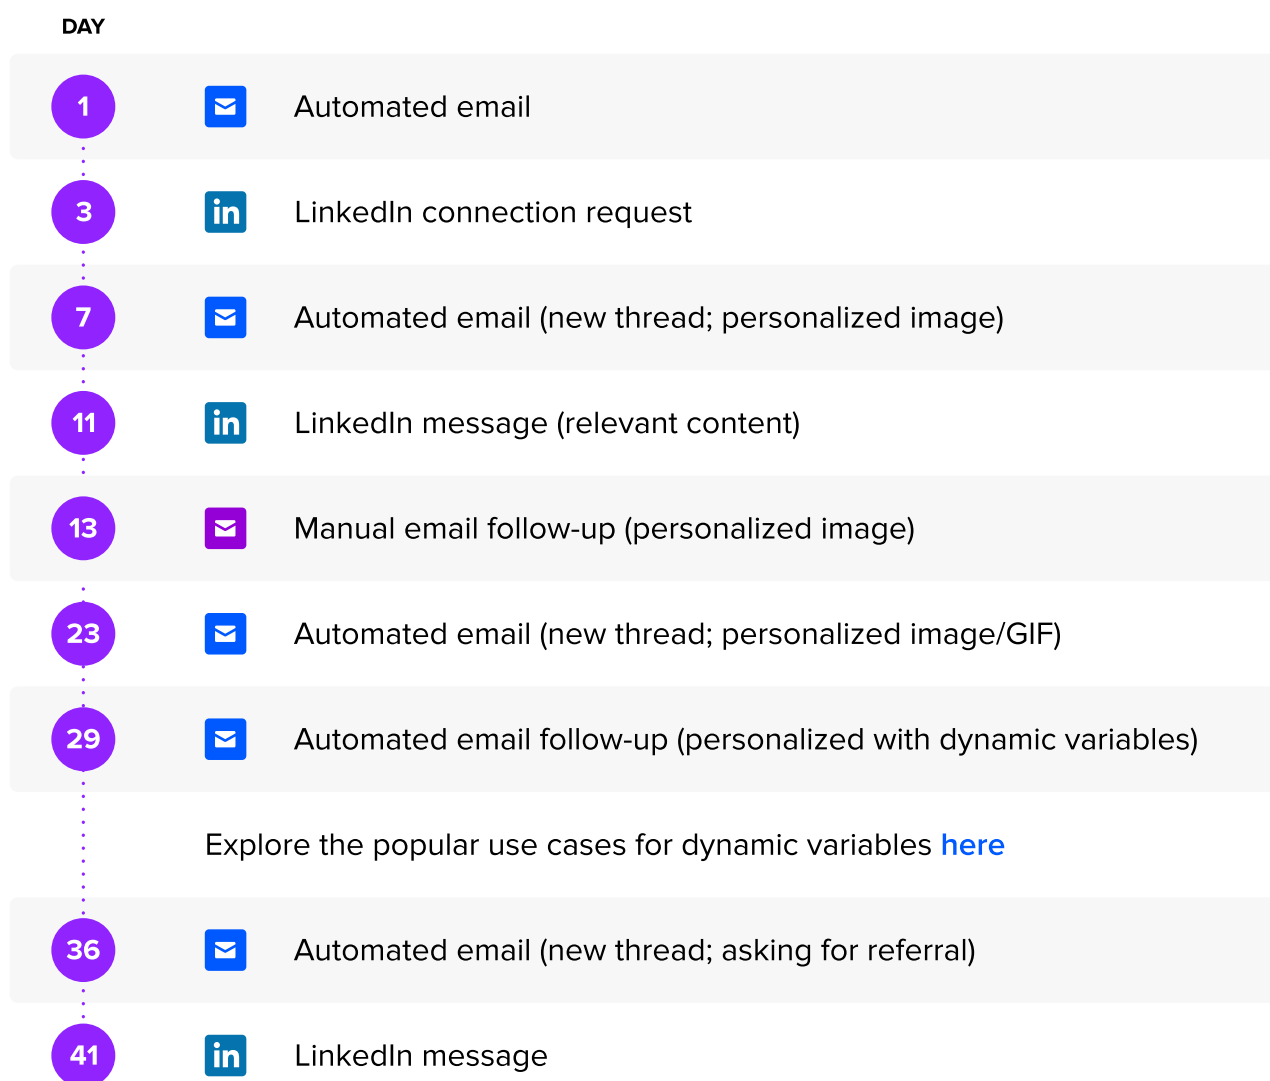 DAY
1 Automated email
3 in LinkedIn connection request
7 Automated email (new thread; personalized image)
11 in LinkedIn message (relevant content)
13 Manual email follow-up (personalized image)
23 Automated email (new thread; personalized image/GIF)
29 Automated email follow-up (personalized with dynamic variables)
Explore the popular use cases for dynamic variables here
36 Automated email (new thread; asking for referral)
41 in LinkedIn message